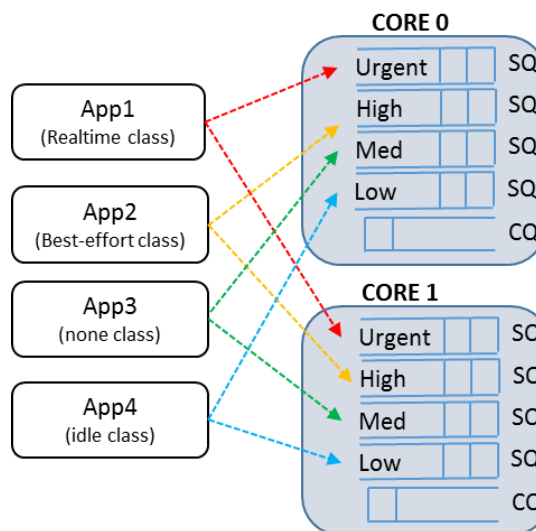 App1
(Realtime class)
App2
(Best-effort class)
App3
(none class)
App4
(idle class)
CORE 0
Urgent SQ
High SQ
Med SQ
Low SQ
CQ
CORE 1
Urgent SQ
High SQ
Med SQ
Low SQ
CQ